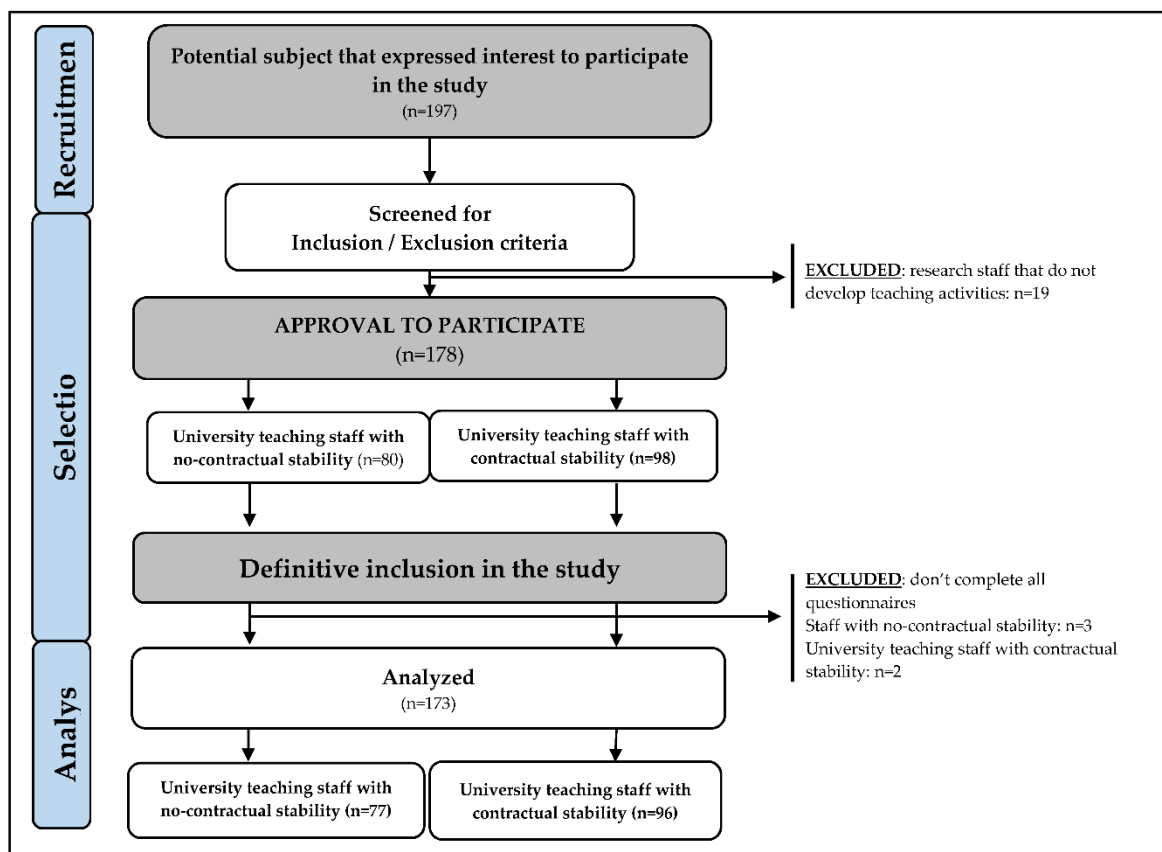 Recruitmen
Potential subject that expressed interest to participate
in the study
(n=197)
Screened for
Inclusion / Exclusion criteria
EXCLUDED: research staff that do not
develop teaching activities: n=19
Selectio
APPROVAL TO PARTICIPATE
(n=178)
University teaching staff with
no-contractual stability (n=80)
University teaching staff with
contractual stability (n=98)
Definitive inclusion in the study
EXCLUDED: don’t complete all
questionnaires
Staff with no-contractual stability: n=3
University teaching staff with contractual
stability: n=2
Analys
Analyzed
(n=173)
University teaching staff with
no-contractual stability (n=77)
University teaching staff with
contractual stability (n=96)